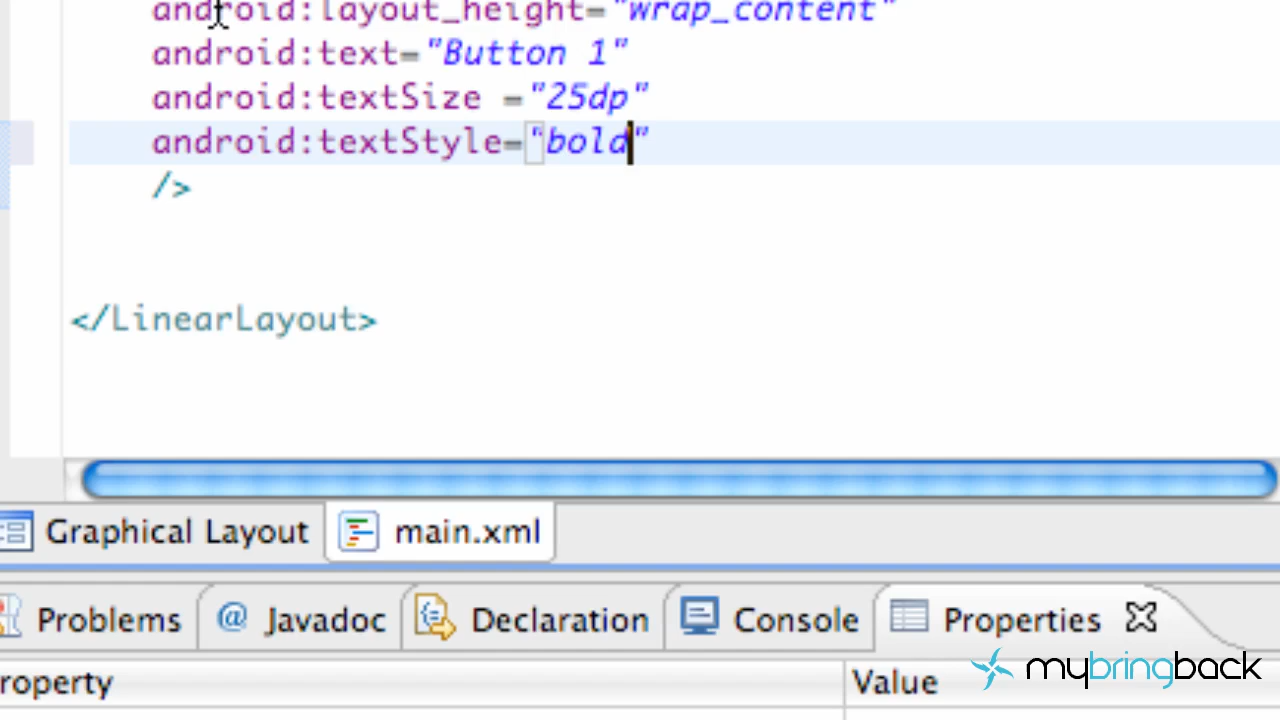 android:layout_height="wrap_content"
android:text="Button 1"
android:textSize ="25dp"
android:textStyle="bold"
/>
</LinearLayout>
Graphical Layout main.xml
Problems @ Javadoc Declaration Console Properties
roperty Value
mybringback